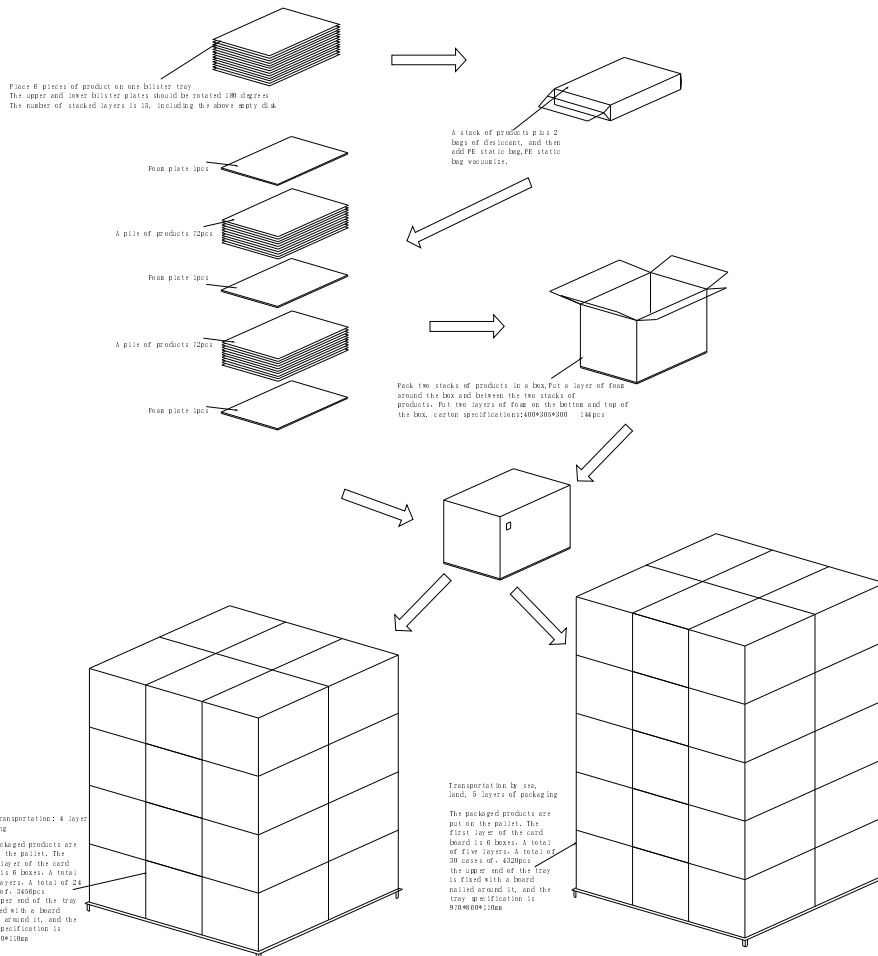 Place 6 pieces of product on one blister tray
The upper and lower blister plates should be rotated 180 degrees
The number of stacked layers is 13, including the above empty disk
A stack of products plus 2
bags of desiccant, and then
add PE static bag,PE static
bag vacuumize.
Foam plate 1pcs
A pile of products 72pcs
Foam plate 1pcs
A pile of products 72pcs
Foam plate 1pcs
Pack two stacks of products in a box,Put a layer of foam
around the box and between the two stacks of
products. Put two layers of foam on the bottom and top of
the box, carton specifications:400*305*300 144pcs
Transportation by sea,
land, 5 layers of packaging
The packaged products are
put on the pallet. The
first layer of the card
board is 6 boxes. A total
of five layers. A total of
30 cases of. 4320pcs
the upper end of the tray
is fixed with a board
nailed around it, and the
tray specification is
970*860*110mm
ransportation: 4 layer
ng
ckaged products are
the pallet. The
layer of the card
is 6 boxes. A total
ayers. A total of 24
of. 3456pcs
per end of the tray
ed with a board
around it, and the
specification is
0*110mm